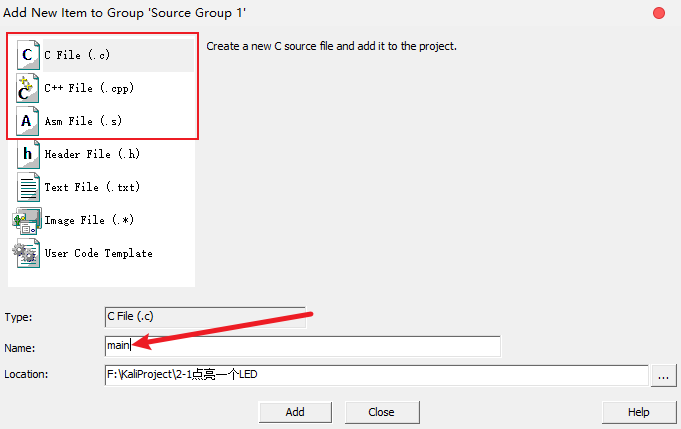 Add New Item to Group 'Source Group 1'
C File (.c)
Create a new C source file and add it to the project.
C++ File (.cpp)
Asm File (.s)
Header File (.h)
Text File (.txt)
Image File (.*)
User Code Template
Type:
C File (.c)
Name:
main
Location:
F:\KaliProject\2-1点亮一个LED
...
Add
Close
Help